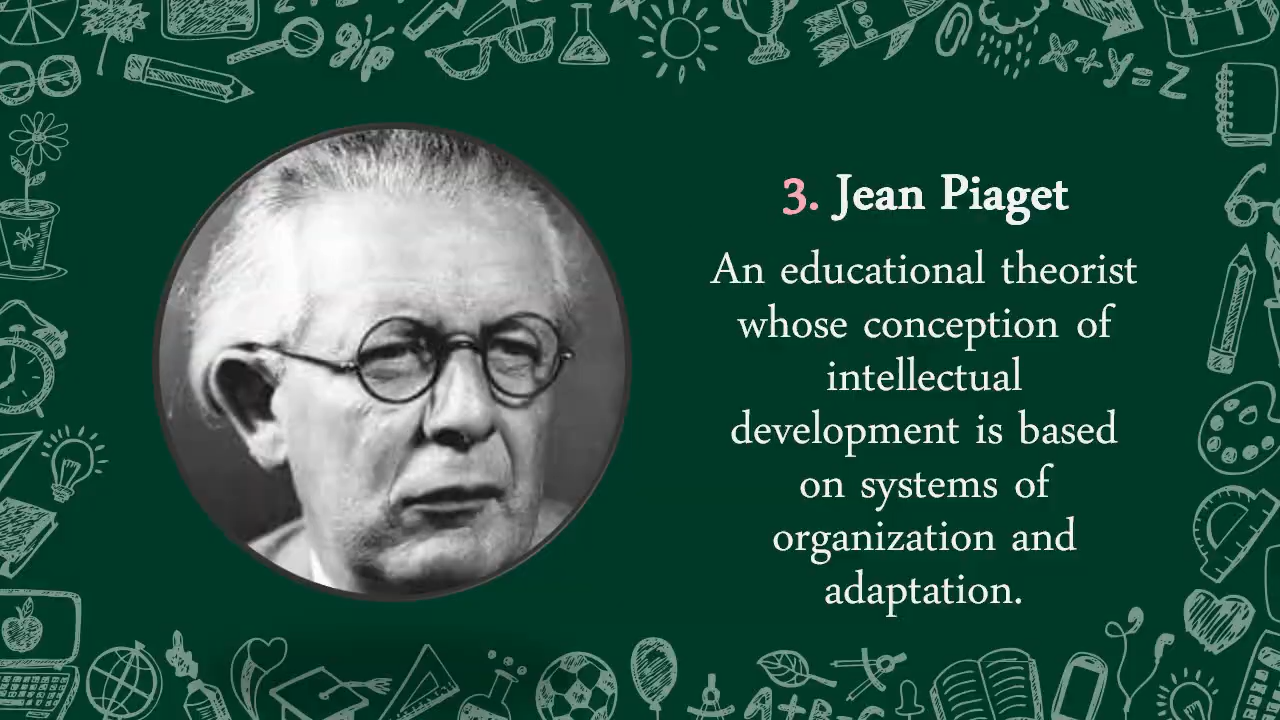 x+y=z
3. Jean Piaget
An educational theorist
whose conception of
intellectual
development is based
on systems of
organization and
adaptation.